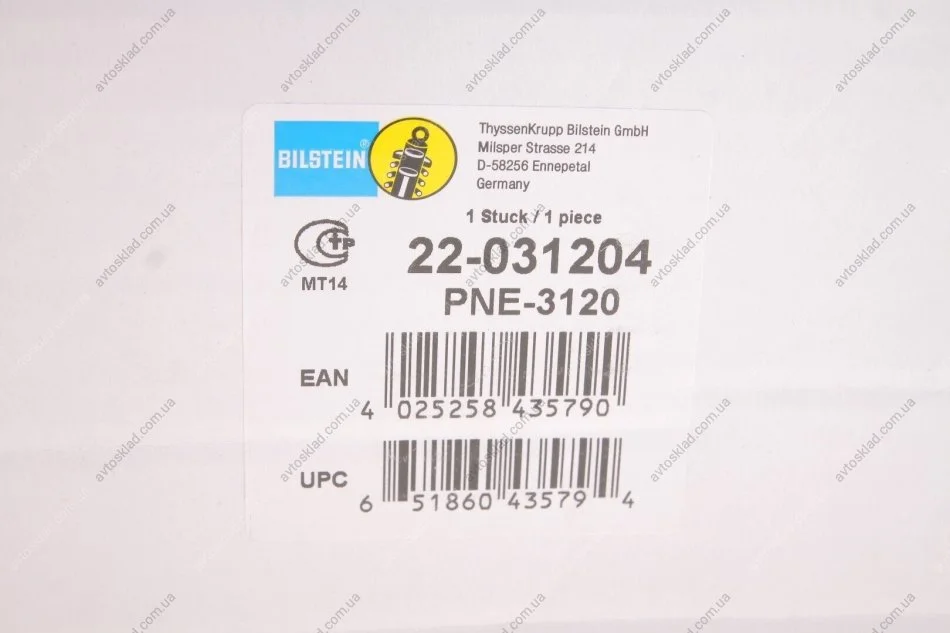 ThyssenKrupp Bilstein GmbH
Milsper Strasse 214
D-58256 Ennepetal
Germany
BILSTEIN®
1 Stuck / 1 piece
22-031204
PNE-3120
CTP
MT14
EAN
4 025258 435790
UPC
6 51860 43579 4
avtosklad.com.ua